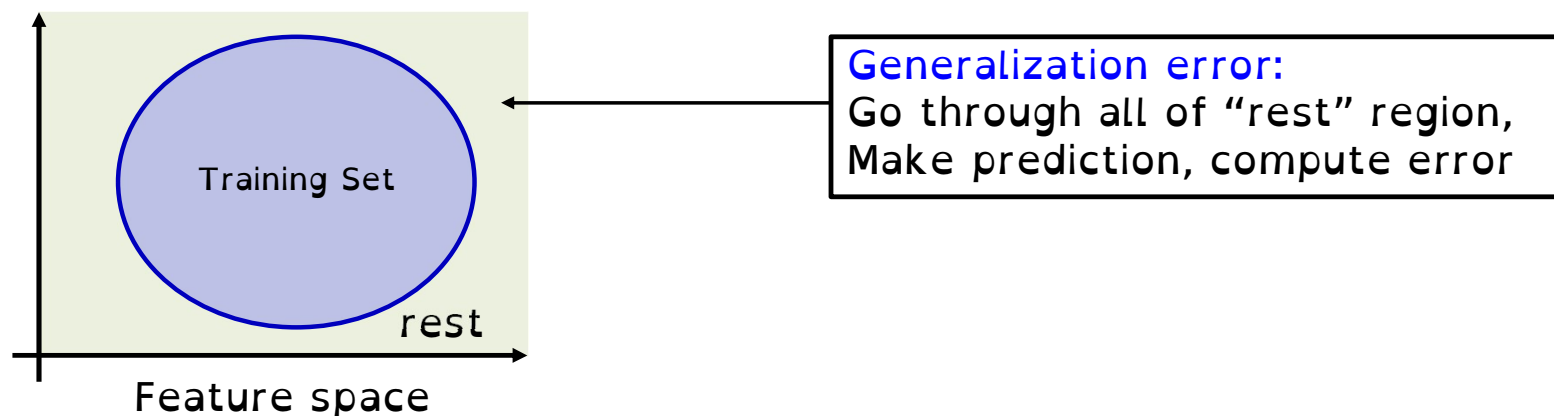 Training Set
rest
Feature space
Generalization error:
Go through all of “rest” region,
Make prediction, compute error